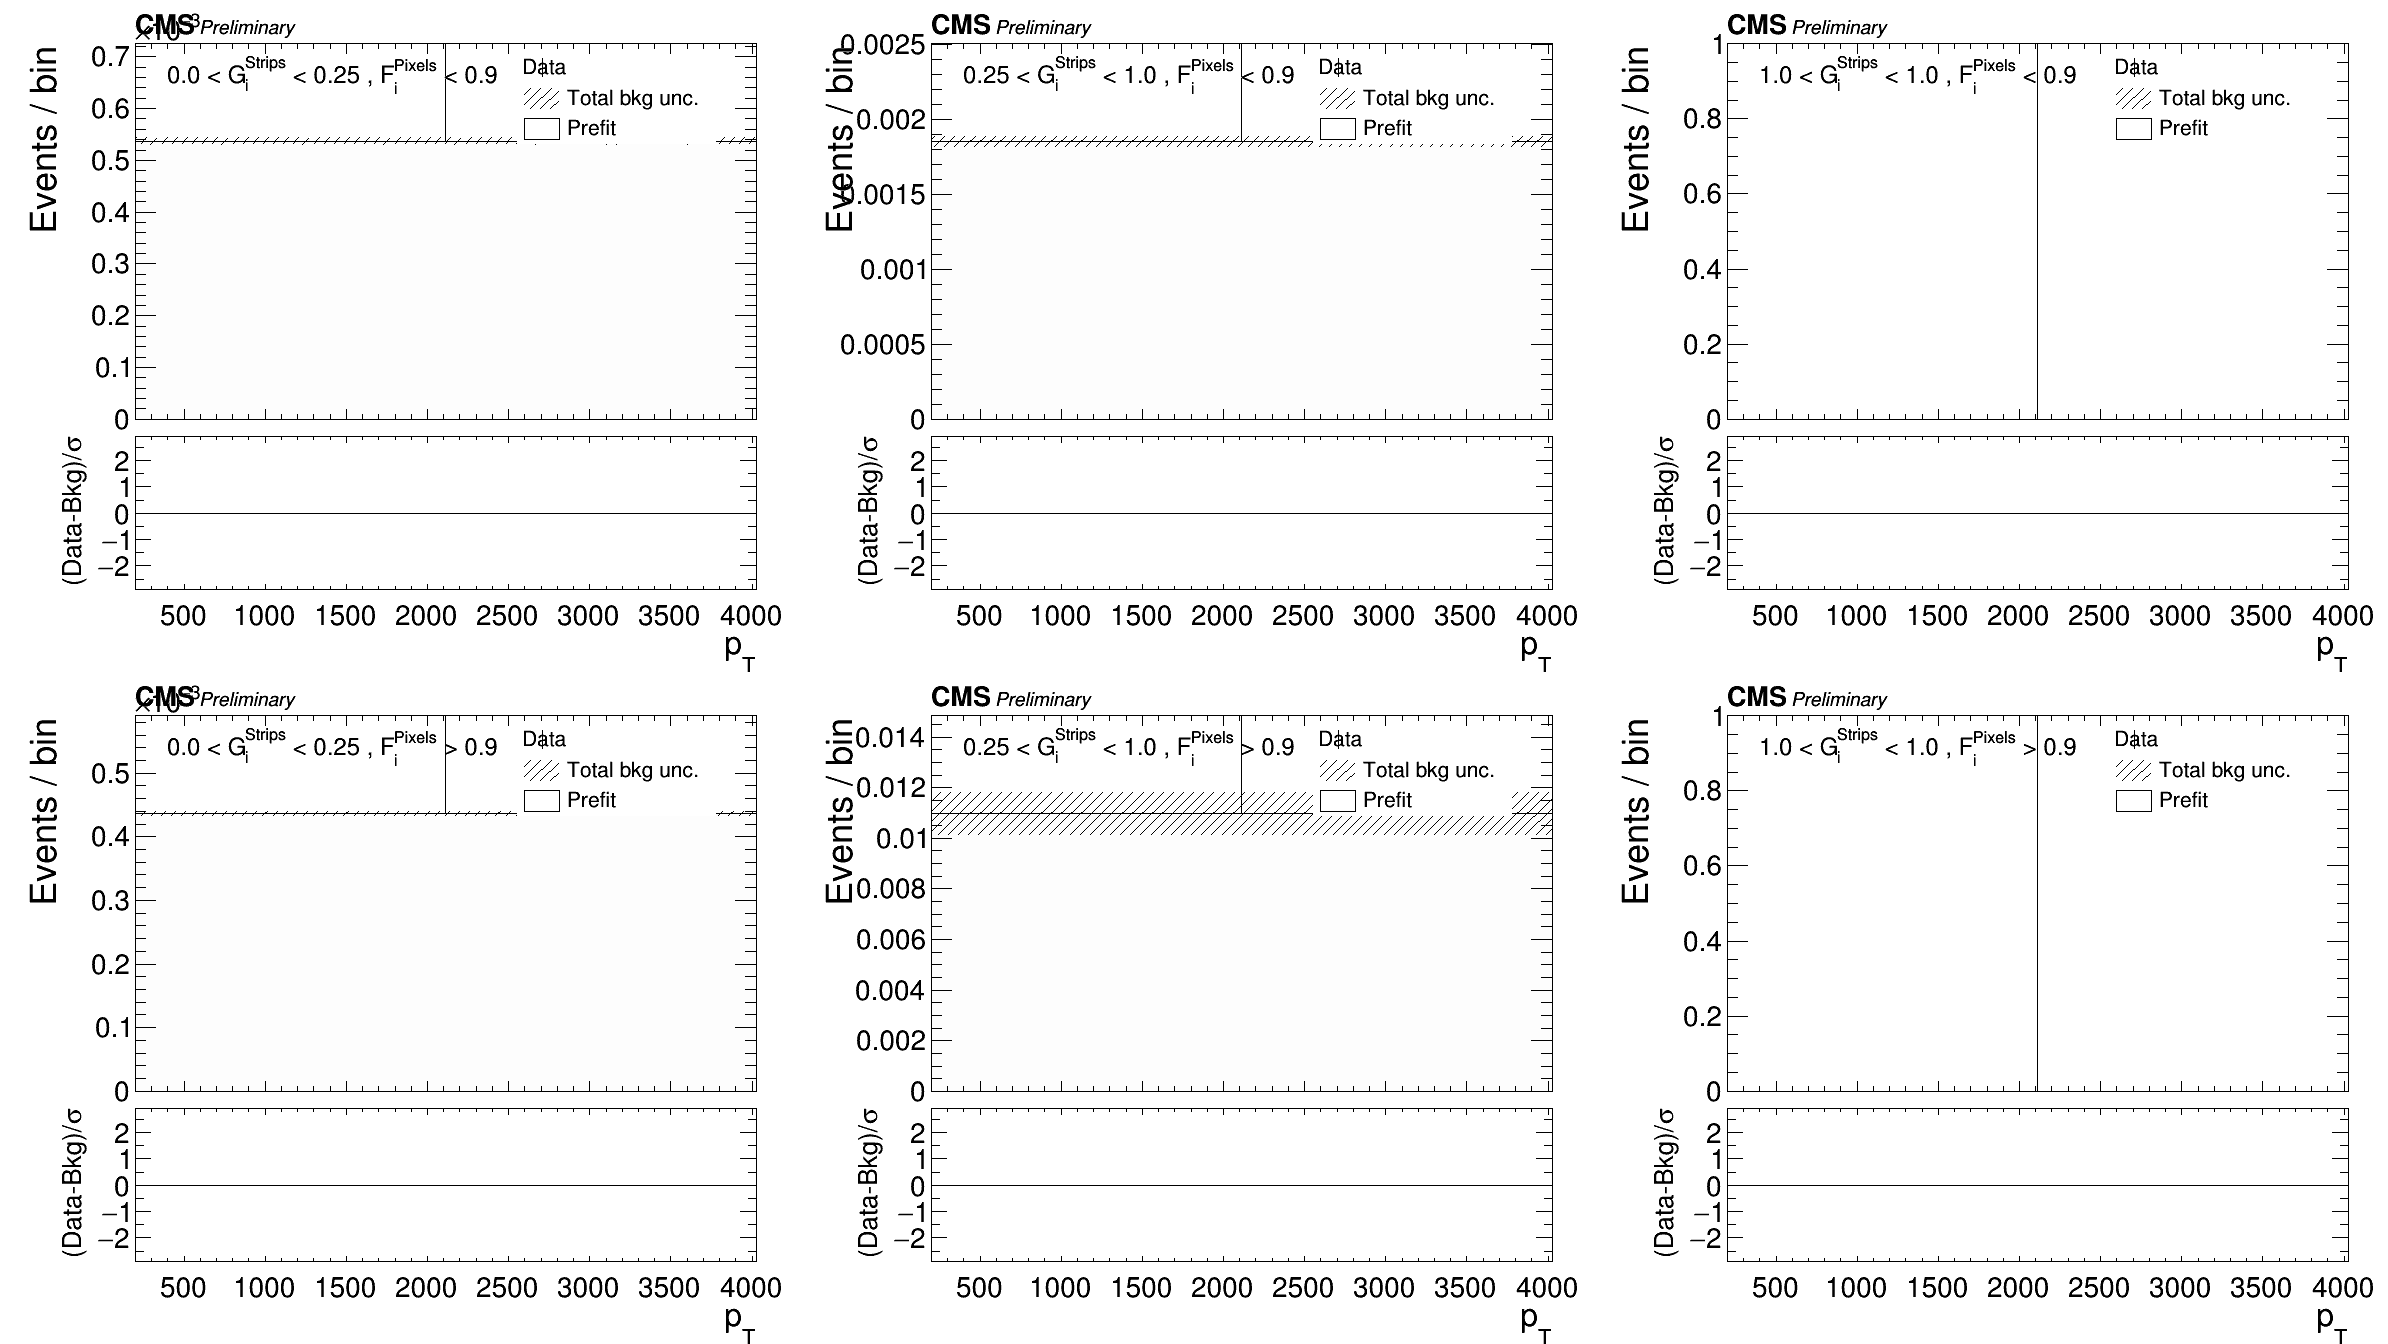 CMS Preliminary
×10⁻³
Events / bin
0.0 < G_i^Strips < 0.25 , F_i^Pixels < 0.9
Data
Total bkg unc.
Prefit
0.7
0.6
0.5
0.4
0.3
0.2
0.1
0
(Data-Bkg)/σ
2
1
0
−1
−2
500 1000 1500 2000 2500 3000 3500 4000
p_T
CMS Preliminary
Events / bin
0.25 < G_i^Strips < 1.0 , F_i^Pixels < 0.9
Data
Total bkg unc.
Prefit
0.0025
0.002
0.0015
0.001
0.0005
0
(Data-Bkg)/σ
2
1
0
−1
−2
500 1000 1500 2000 2500 3000 3500 4000
p_T
CMS Preliminary
Events / bin
1.0 < G_i^Strips < 1.0 , F_i^Pixels < 0.9
Data
Total bkg unc.
Prefit
1
0.8
0.6
0.4
0.2
0
(Data-Bkg)/σ
2
1
0
−1
−2
500 1000 1500 2000 2500 3000 3500 4000
p_T
CMS Preliminary
×10⁻³
Events / bin
0.0 < G_i^Strips < 0.25 , F_i^Pixels > 0.9
Data
Total bkg unc.
Prefit
0.5
0.4
0.3
0.2
0.1
0
(Data-Bkg)/σ
2
1
0
−1
−2
500 1000 1500 2000 2500 3000 3500 4000
p_T
CMS Preliminary
Events / bin
0.25 < G_i^Strips < 1.0 , F_i^Pixels > 0.9
Data
Total bkg unc.
Prefit
0.014
0.012
0.01
0.008
0.006
0.004
0.002
0
(Data-Bkg)/σ
2
1
0
−1
−2
500 1000 1500 2000 2500 3000 3500 4000
p_T
CMS Preliminary
Events / bin
1.0 < G_i^Strips < 1.0 , F_i^Pixels > 0.9
Data
Total bkg unc.
Prefit
1
0.8
0.6
0.4
0.2
0
(Data-Bkg)/σ
2
1
0
−1
−2
500 1000 1500 2000 2500 3000 3500 4000
p_T